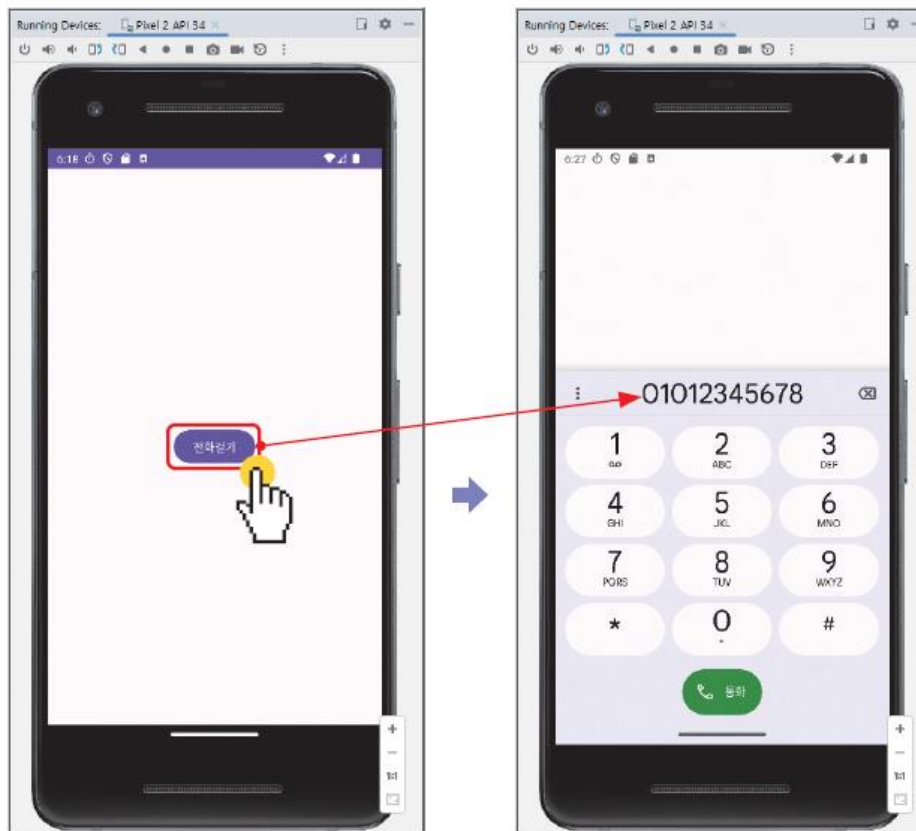 Running Devices: Pixel 2 API 34
6:18
전화걸기
1:1
Running Devices: Pixel 2 API 34
6:27
01012345678
1 2 3
ABC DEF
4 5 6
GHI JKL MNO
7 8 9
PQRS TUV WXYZ
* 0 #
+
통화
1:1